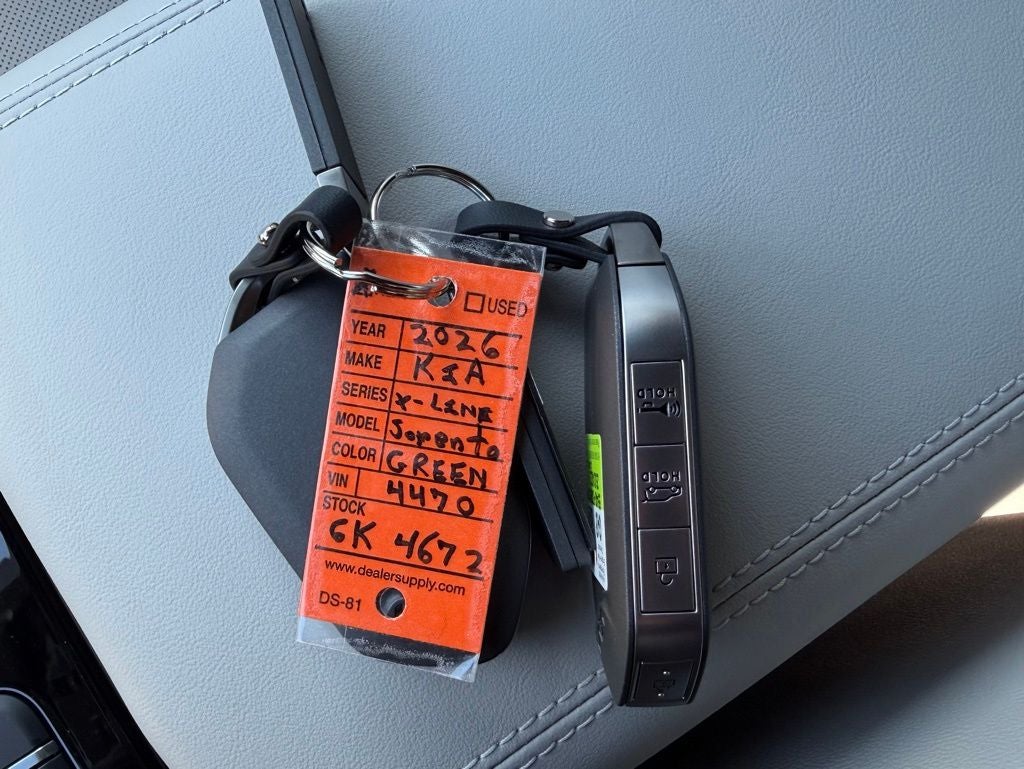 USED
YEAR 2026
MAKE KIA
SERIES X-LINE
MODEL Sorento
COLOR GREEN
VIN 4470
STOCK
6K 4672
www.dealersupply.com
DS-81
HOLD
HOLD